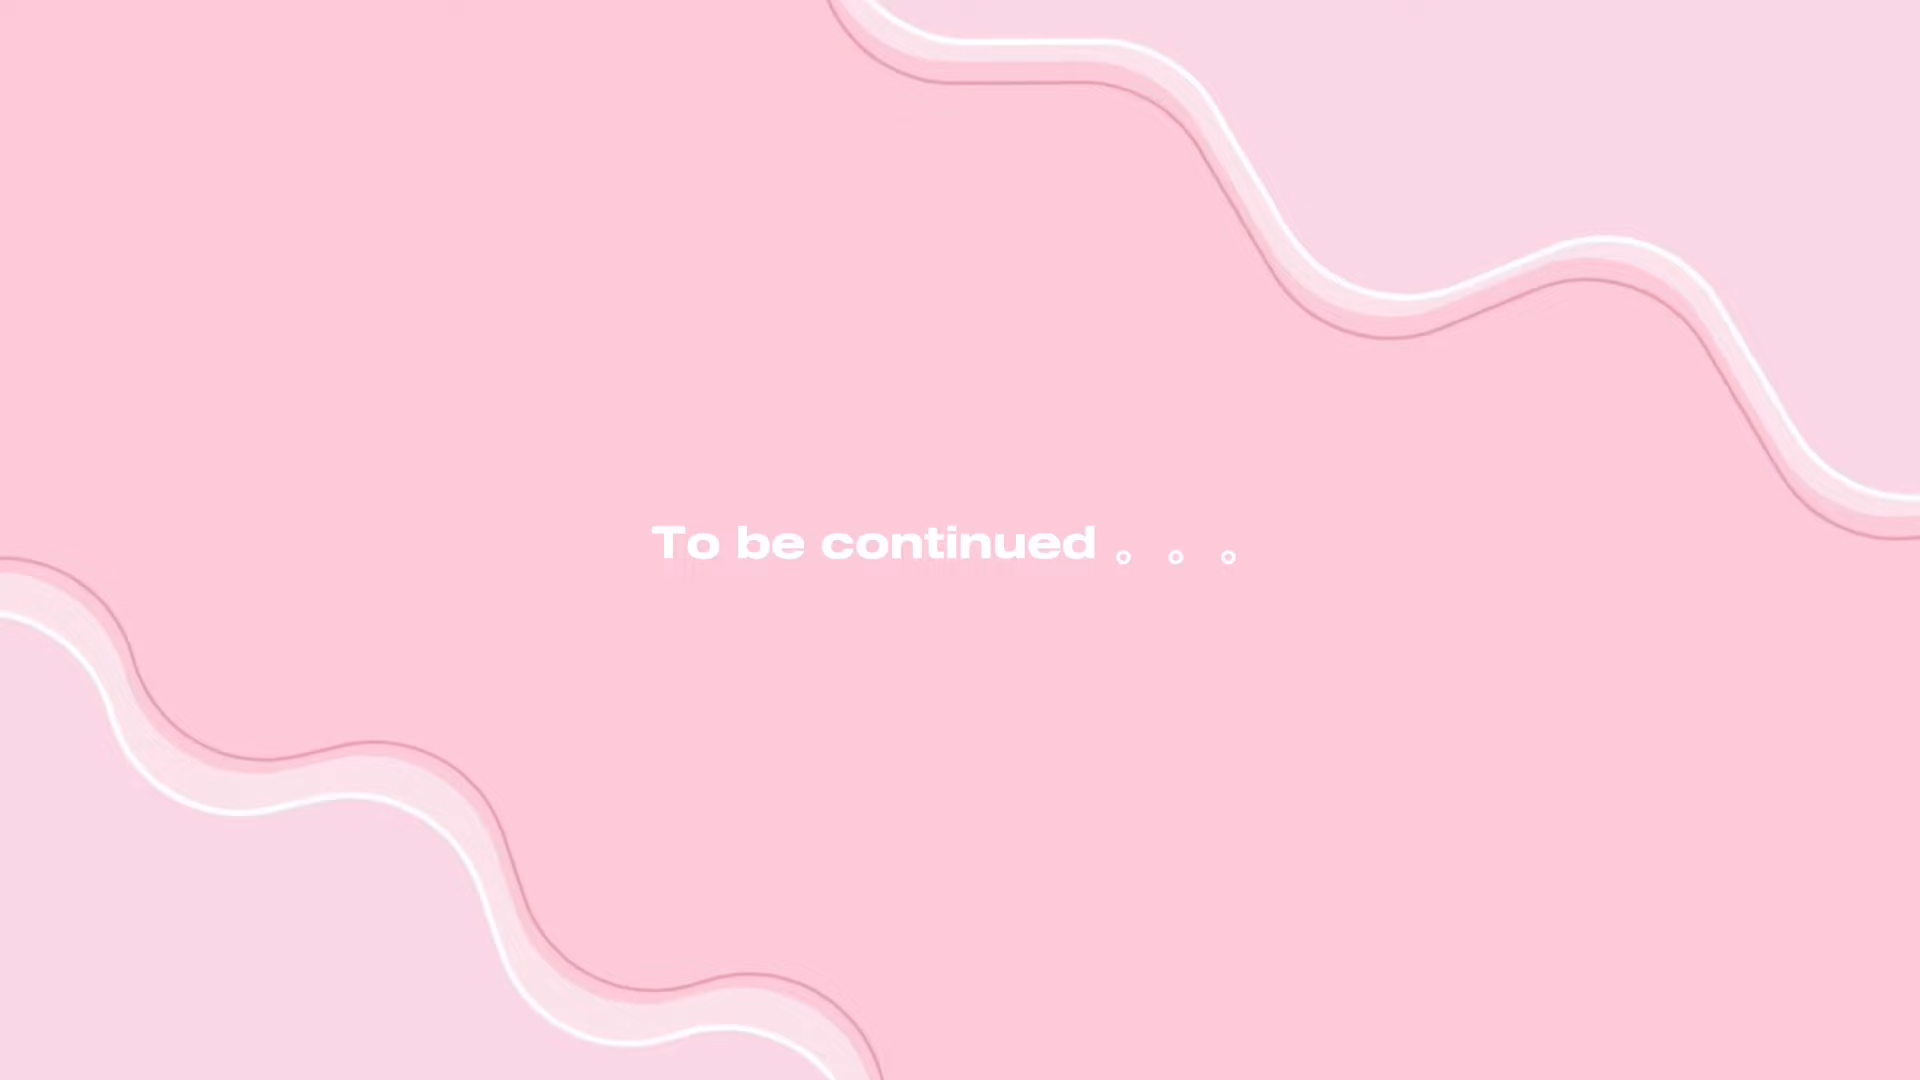 To be continued 。。。